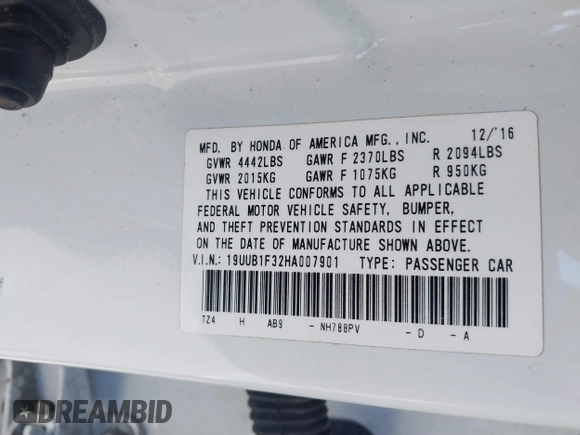 MFD. BY HONDA OF AMERICA MFG., INC. 12/'16
GVWR 4442LBS GAWR F 2370LBS R 2094LBS
GVWR 2015KG GAWR F 1075KG R 950KG
THIS VEHICLE CONFORMS TO ALL APPLICABLE
FEDERAL MOTOR VEHICLE SAFETY, BUMPER,
AND THEFT PREVENTION STANDARDS IN EFFECT
ON THE DATE OF MANUFACTURE SHOWN ABOVE.
V.I.N.: 19UUB1F32HA007901 TYPE: PASSENGER CAR
TZ4 H AB9 - NH788PV - D - A
DREAMBID